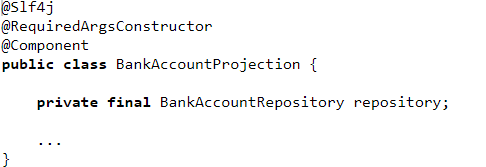 @Slf4j
@RequiredArgsConstructor
@Component
public class BankAccountProjection {
    private final BankAccountRepository repository;
    ...
}